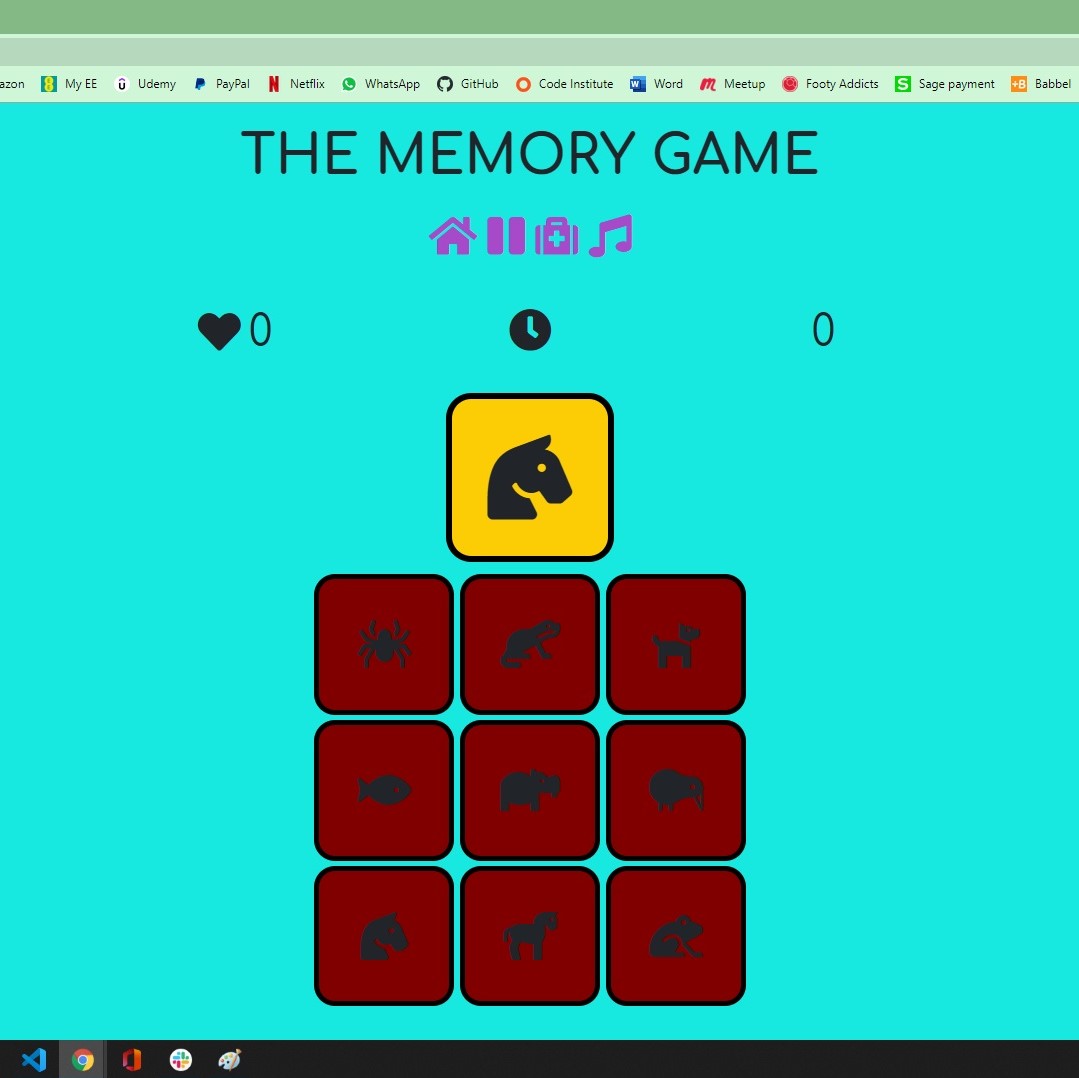 azon My EE Udemy PayPal Netflix WhatsApp GitHub Code Institute Word Meetup Footy Addicts Sage payment Babbel
THE MEMORY GAME
0 0